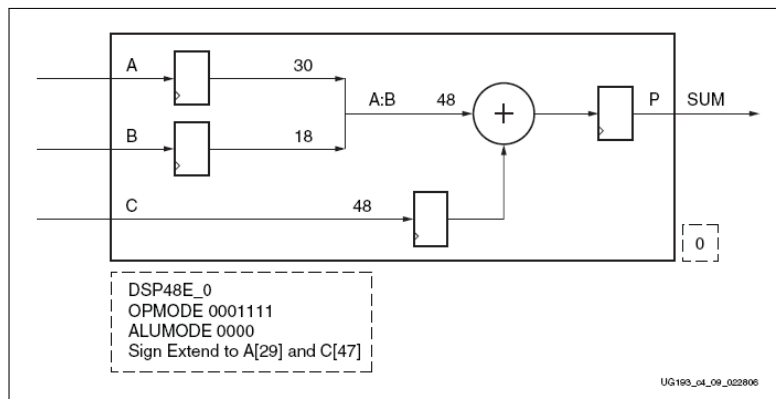 A
30
A:B
48
+
P
SUM
B
18
C
48
0
DSP48E_0
OPMODE 0001111
ALUMODE 0000
Sign Extend to A[29] and C[47]
UG193_c4_09_022806